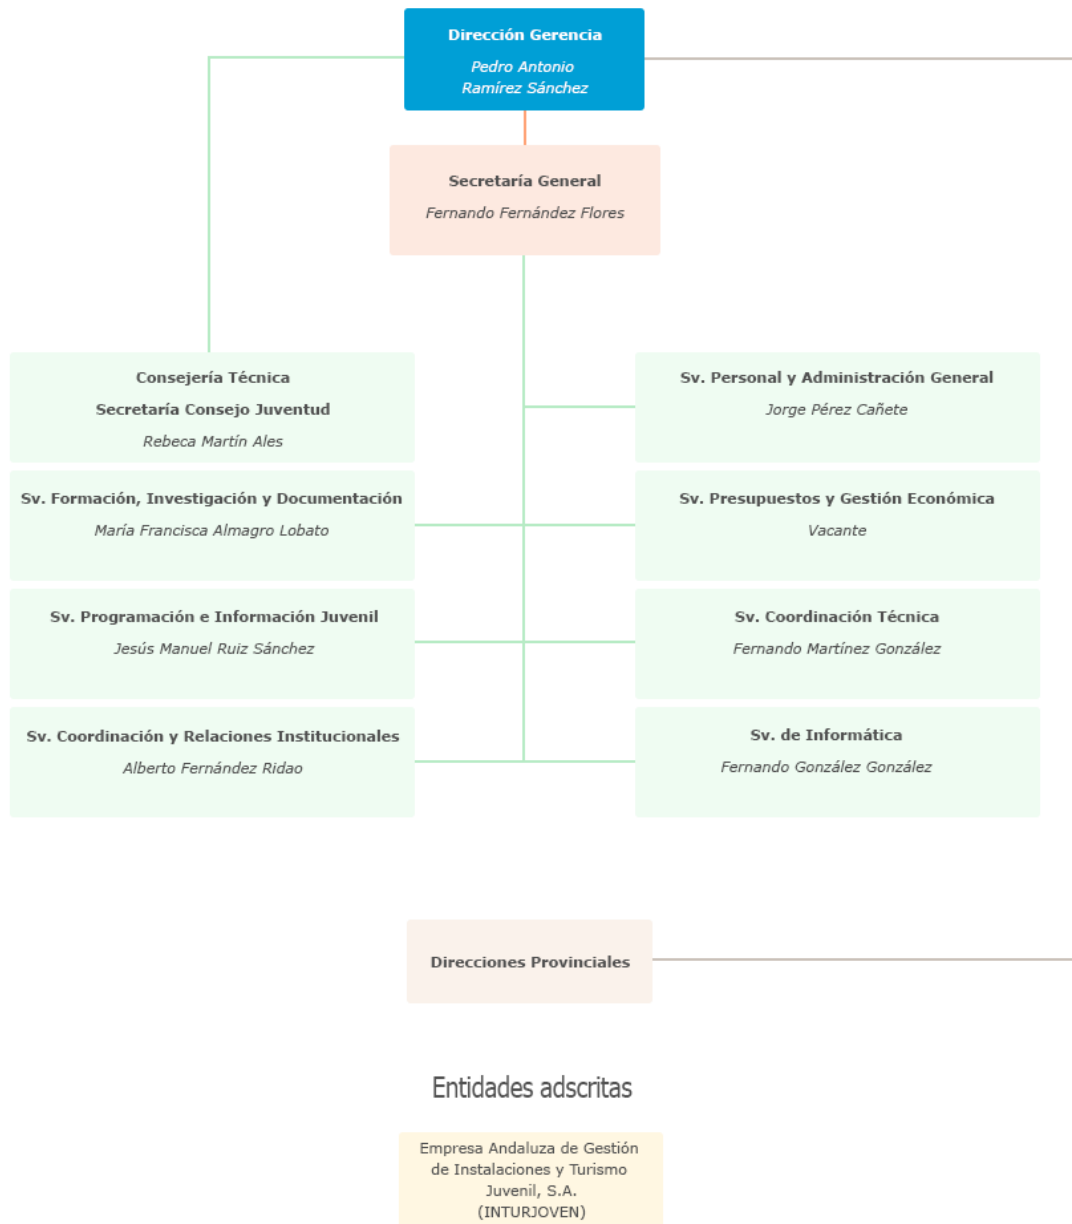 Dirección Gerencia
Pedro Antonio
Ramírez Sánchez
Secretaría General
Fernando Fernández Flores
Consejería Técnica
Secretaría Consejo Juventud
Rebeca Martín Ales
Sv. Personal y Administración General
Jorge Pérez Cañete
Sv. Formación, Investigación y Documentación
María Francisca Almagro Lobato
Sv. Presupuestos y Gestión Económica
Vacante
Sv. Programación e Información Juvenil
Jesús Manuel Ruiz Sánchez
Sv. Coordinación Técnica
Fernando Martínez González
Sv. Coordinación y Relaciones Institucionales
Alberto Fernández Ridao
Sv. de Informática
Fernando González González
Direcciones Provinciales
Entidades adscritas
Empresa Andaluza de Gestión
de Instalaciones y Turismo
Juvenil, S.A.
(INTURJOVEN)